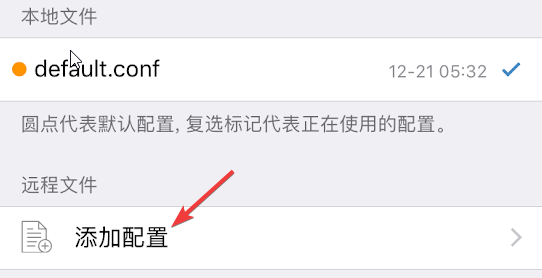 本地文件
default.conf
12-21 05:32
圆点代表默认配置, 复选标记代表正在使用的配置。
远程文件
添加配置